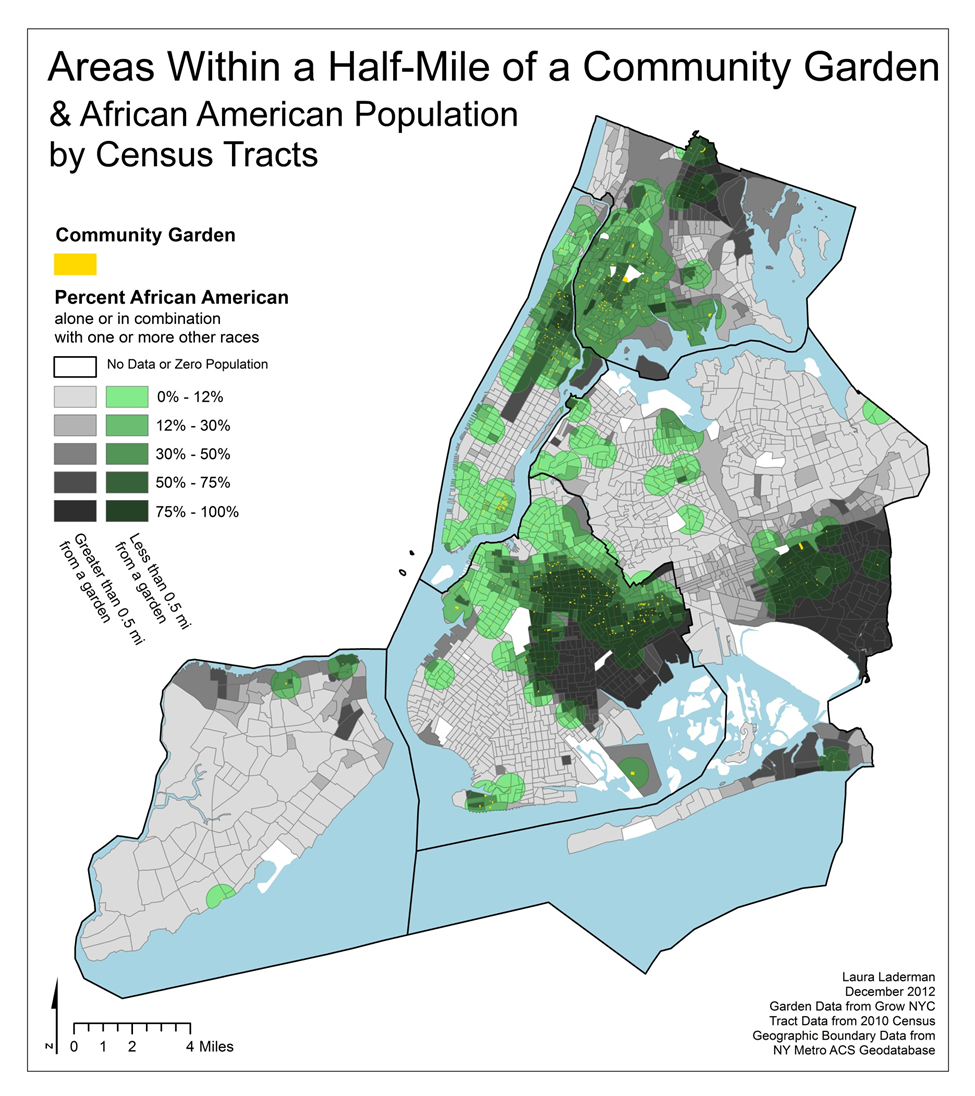 Areas Within a Half-Mile of a Community Garden
& African American Population
by Census Tracts
Community Garden
Percent African American
alone or in combination
with one or more other races
No Data or Zero Population
0% - 12%
12% - 30%
30% - 50%
50% - 75%
75% - 100%
Greater than 0.5 mi
from a garden
Less than 0.5 mi
from a garden
Laura Laderman
December 2012
Garden Data from Grow NYC
Tract Data from 2010 Census
Geographic Boundary Data from
NY Metro ACS Geodatabase
N
0 1 2 4 Miles